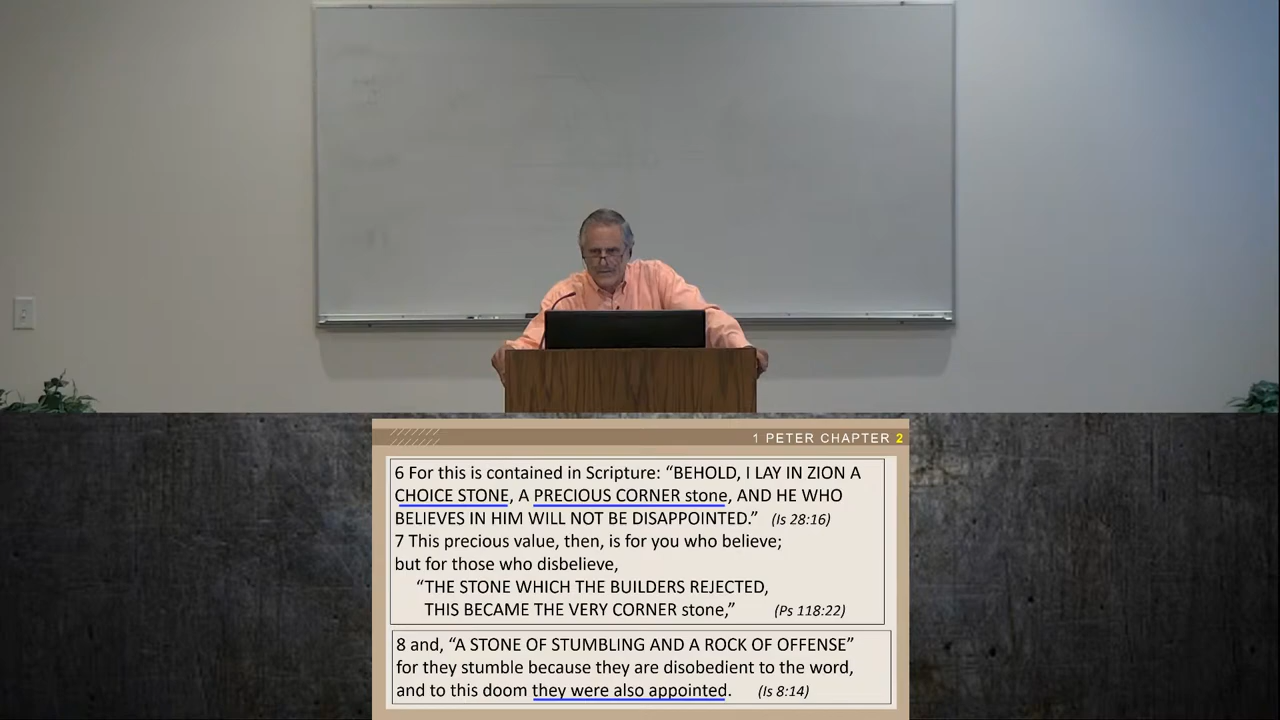 1 PETER CHAPTER 2
6 For this is contained in Scripture: “BEHOLD, I LAY IN ZION A
CHOICE STONE, A PRECIOUS CORNER stone, AND HE WHO
BELIEVES IN HIM WILL NOT BE DISAPPOINTED.” (Is 28:16)
7 This precious value, then, is for you who believe;
but for those who disbelieve,
“THE STONE WHICH THE BUILDERS REJECTED,
THIS BECAME THE VERY CORNER stone,” (Ps 118:22)
8 and, “A STONE OF STUMBLING AND A ROCK OF OFFENSE”
for they stumble because they are disobedient to the word,
and to this doom they were also appointed. (Is 8:14)